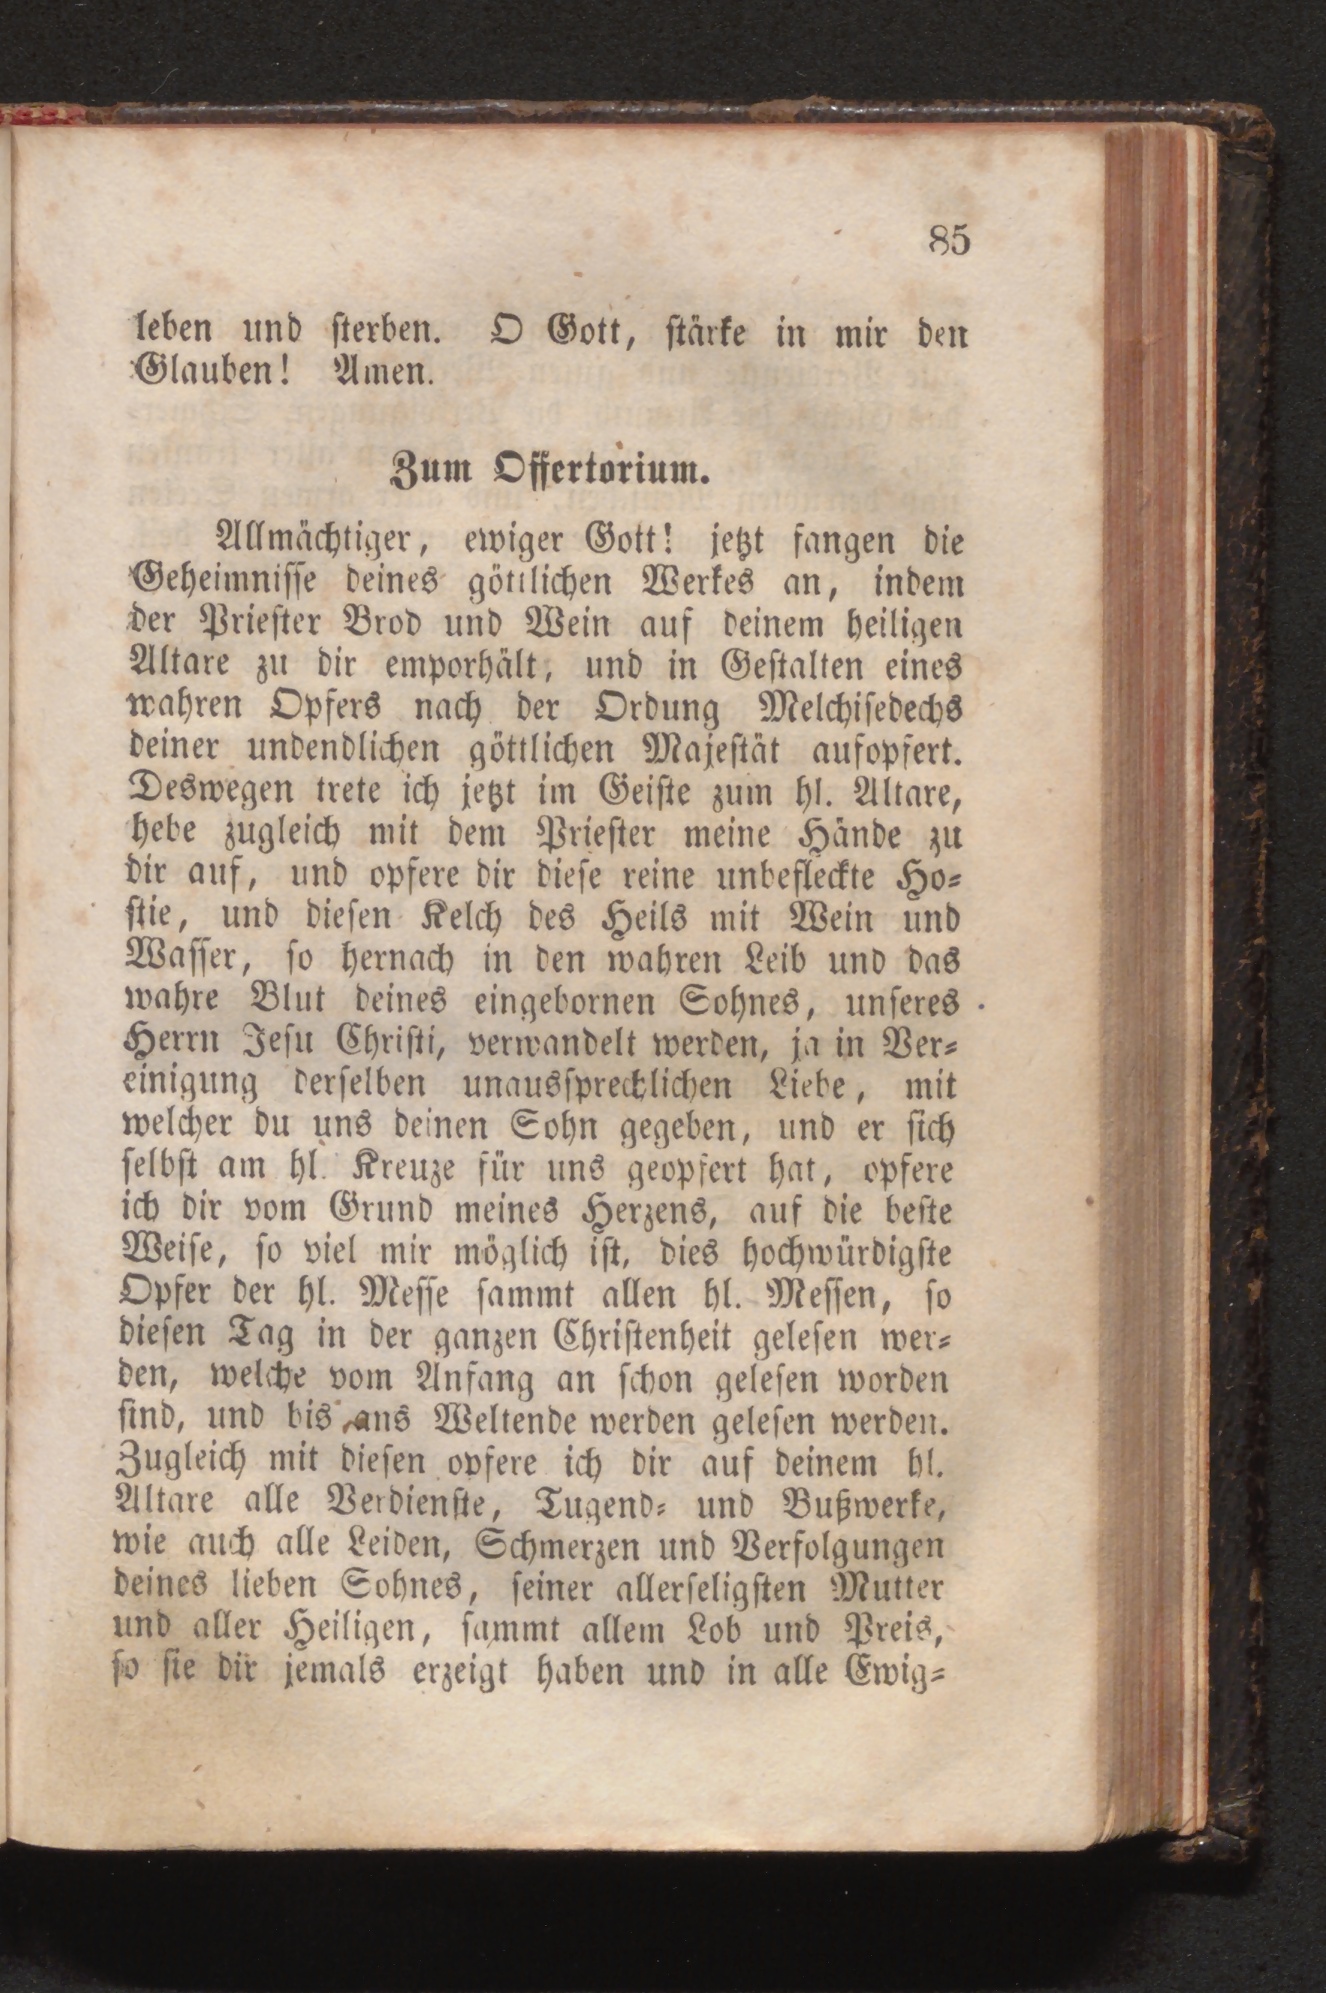 85
leben und sterben. O Gott, stärke in mir den
Glauben! Amen.
Zum Offertorium.
Allmächtiger, ewiger Gott! jetzt fangen die
Geheimnisse deines göttlichen Werkes an, indem
der Priester Brod und Wein auf deinem heiligen
Altare zu dir emporhält, und in Gestalten eines
wahren Opfers nach der Ordung Melchisedechs
deiner undendlichen göttlichen Majestät aufopfert.
Deswegen trete ich jetzt im Geiste zum hl. Altare,
hebe zugleich mit dem Priester meine Hände zu
dir auf, und opfere dir diese reine unbefleckte Ho-
stie, und diesen Kelch des Heils mit Wein und
Wasser, so hernach in den wahren Leib und das
wahre Blut deines eingebornen Sohnes, unseres
Herrn Jesu Christi, verwandelt werden, ja in Ver-
einigung derselben unaussprechlichen Liebe, mit
welcher du uns deinen Sohn gegeben, und er sich
selbst am hl. Kreuze für uns geopfert hat, opfere
ich dir vom Grund meines Herzens, auf die beste
Weise, so viel mir möglich ist, dies hochwürdigste
Opfer der hl. Messe sammt allen hl. Messen, so
diesen Tag in der ganzen Christenheit gelesen wer-
den, welche vom Anfang an schon gelesen worden
sind, und bis ans Weltende werden gelesen werden.
Zugleich mit diesen opfere ich dir auf deinem hl.
Altare alle Verdienste, Tugend- und Bußwerke,
wie auch alle Leiden, Schmerzen und Verfolgungen
deines lieben Sohnes, seiner allerseligsten Mutter
und aller Heiligen, sammt allem Lob und Preis,
so sie dir jemals erzeigt haben und in alle Ewig-